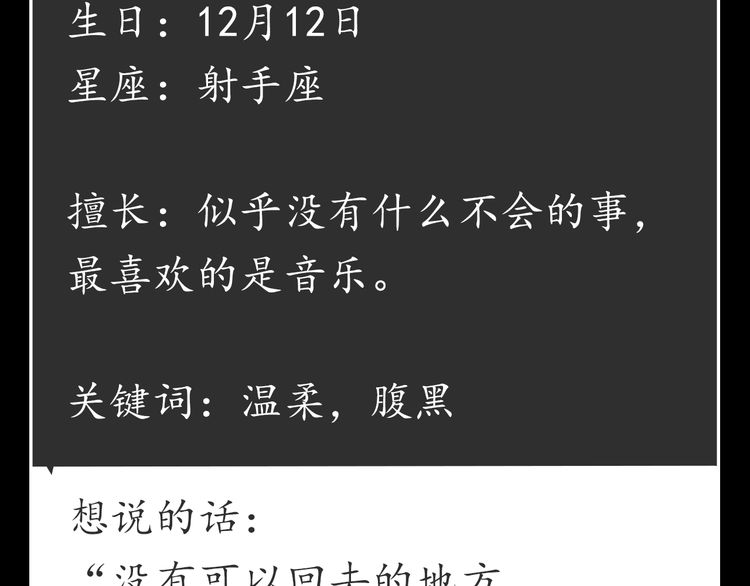 生日：12月12日
星座：射手座
擅长：似乎没有什么不会的事，
最喜欢的是音乐。
关键词：温柔，腹黑
想说的话：
“没有可以回去的地方